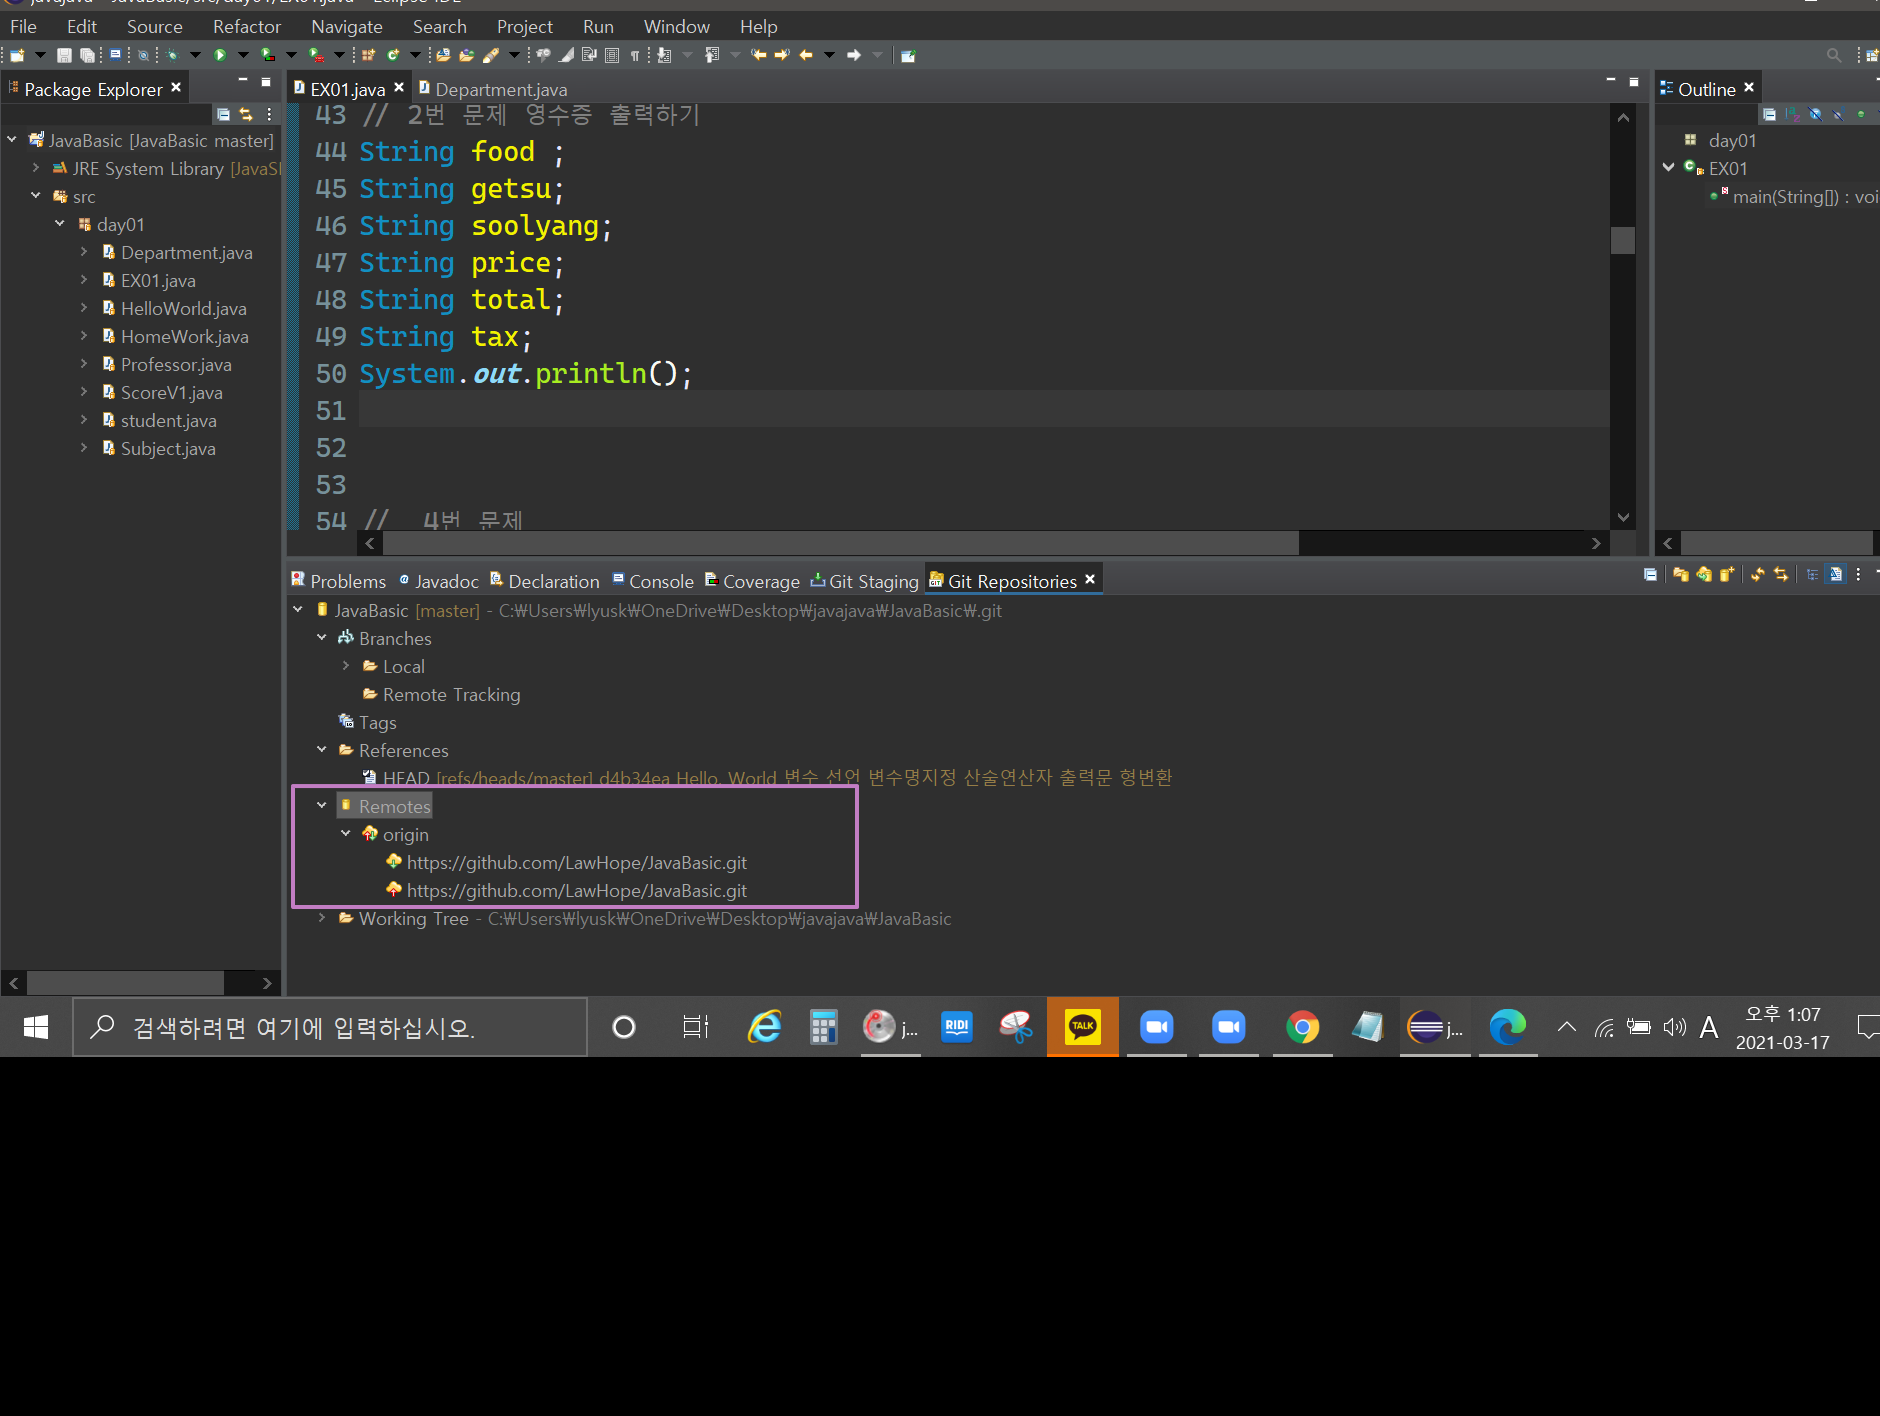 File Edit Source Refactor Navigate Search Project Run Window Help
Package Explorer
JavaBasic [JavaBasic master]
JRE System Library
src
day01
Department.java
EX01.java
HelloWorld.java
HomeWork.java
Professor.java
ScoreV1.java
student.java
Subject.java
EX01.java Department.java
43 // 2번 문제 영수증 출력하기
44 String food ;
45 String getsu;
46 String soolyang;
47 String price;
48 String total;
49 String tax;
50 System.out.println();
51
52
53
54 // 4번 문제
Outline
day01
EX01
main(String[]) : voi
Problems Javadoc Declaration Console Coverage Git Staging Git Repositories
JavaBasic [master] - C:₩Users₩lyusk₩OneDrive₩Desktop₩javajava₩JavaBasic₩.git
Branches
Local
Remote Tracking
Tags
References
HEAD [refs/heads/master] d4b34ea Hello, World 변수 선언 변수명지정 산술연산자 출력문 형변환
Remotes
origin
https://github.com/LawHope/JavaBasic.git
https://github.com/LawHope/JavaBasic.git
Working Tree - C:₩Users₩lyusk₩OneDrive₩Desktop₩javajava₩JavaBasic
검색하려면 여기에 입력하십시오.
j...
RIDI
TALK
j...
A
오후 1:07
2021-03-17